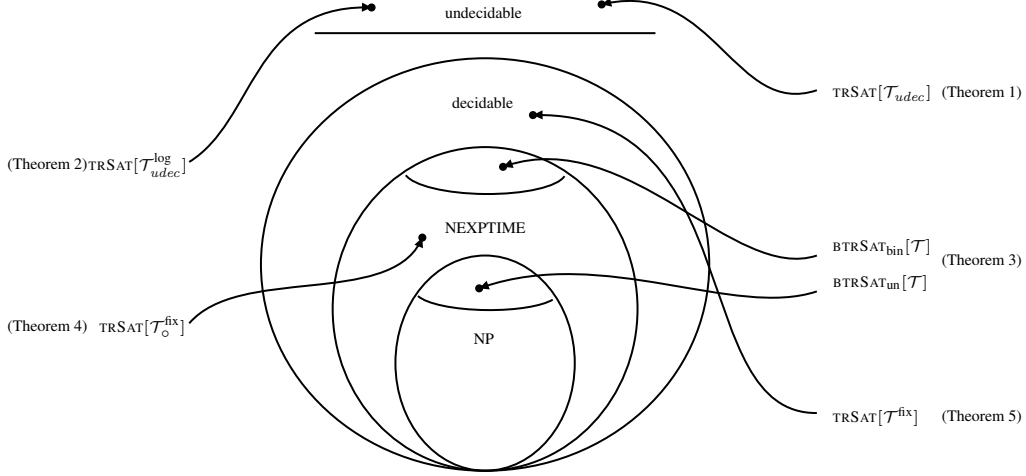 undecidable
TRSAT[𝒯_udec] (Theorem 1)
decidable
(Theorem 2) TRSAT[𝒯_udec^log]
NEXPTIME
BTRSAT_bin[𝒯]
(Theorem 3)
BTRSAT_un[𝒯]
(Theorem 4) TRSAT[𝒯_○^fix]
NP
TRSAT[𝒯^fix] (Theorem 5)